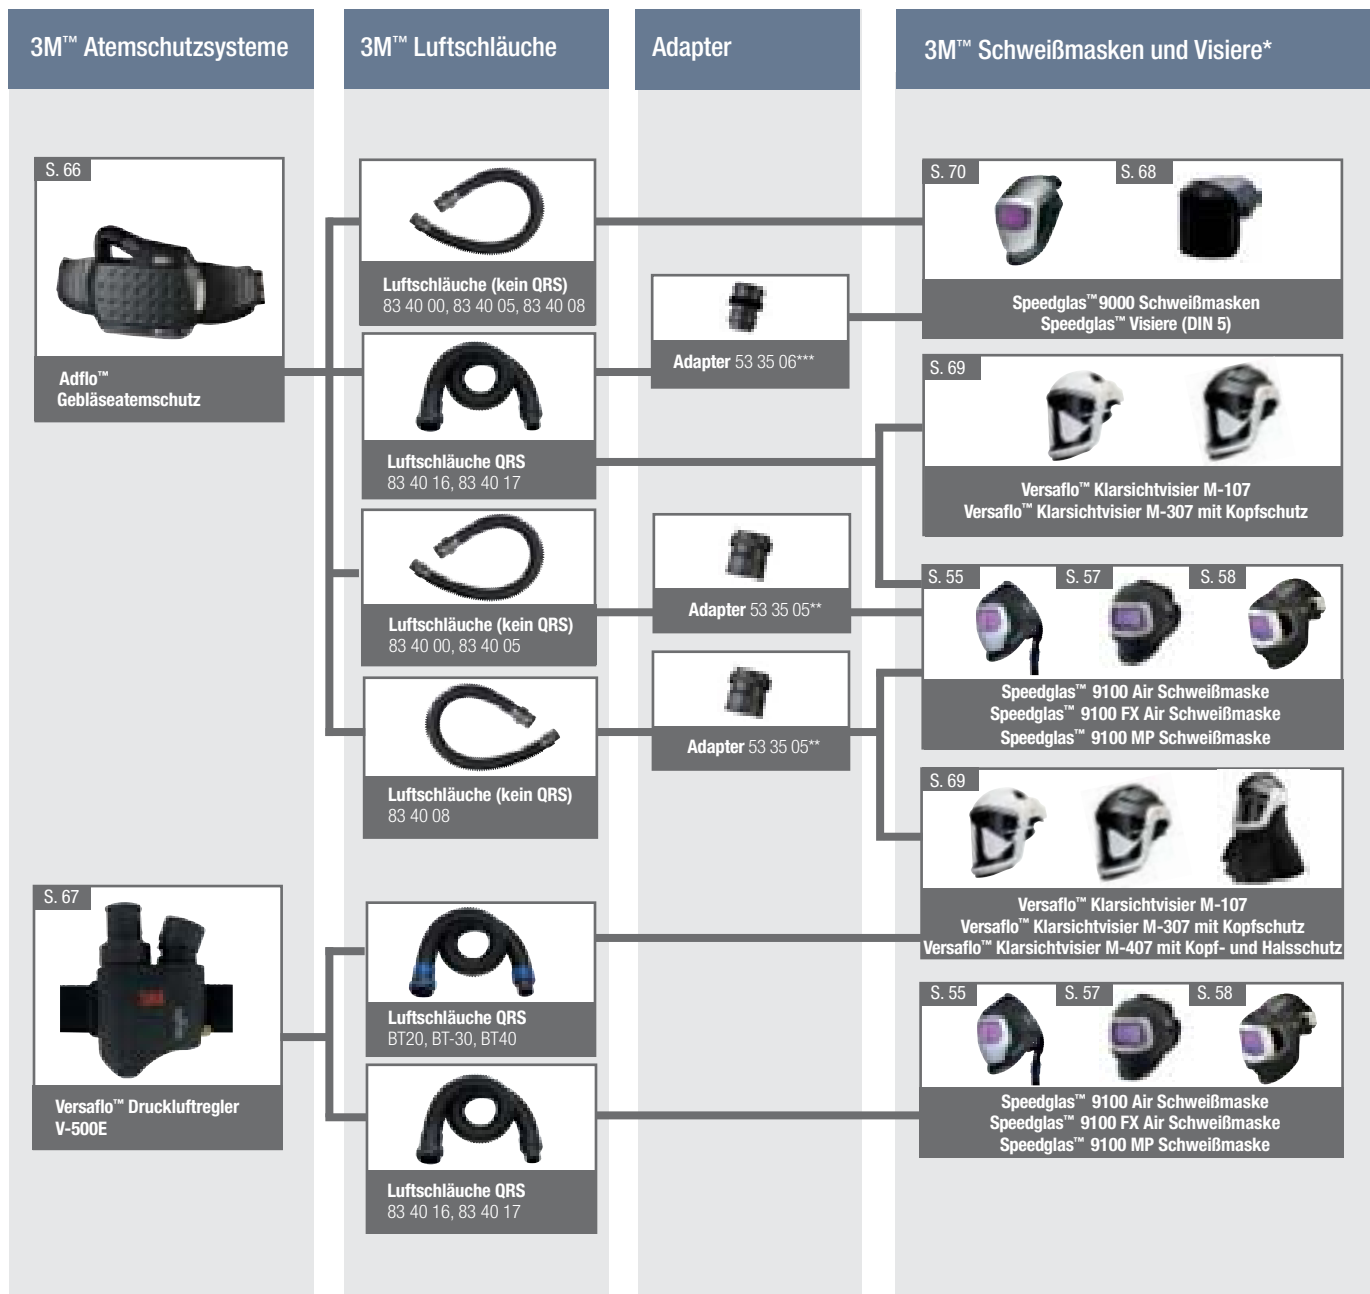 3M™ Atemschutzsysteme
3M™ Luftschläuche
Adapter
3M™ Schweißmasken und Visiere*
S. 66
Adflo™
Gebläseatemschutz
S. 67
Versaflo™ Druckluftregler
V-500E
Luftschläuche (kein QRS)
83 40 00, 83 40 05, 83 40 08
Luftschläuche QRS
83 40 16, 83 40 17
Luftschläuche (kein QRS)
83 40 00, 83 40 05
Luftschläuche (kein QRS)
83 40 08
Luftschläuche QRS
BT20, BT-30, BT40
Luftschläuche QRS
83 40 16, 83 40 17
Adapter 53 35 06***
Adapter 53 35 05**
Adapter 53 35 05**
S. 70
S. 68
Speedglas™ 9000 Schweißmasken
Speedglas™ Visiere (DIN 5)
S. 69
Versaflo™ Klarsichtvisier M-107
Versaflo™ Klarsichtvisier M-307 mit Kopfschutz
S. 55
S. 57
S. 58
Speedglas™ 9100 Air Schweißmaske
Speedglas™ 9100 FX Air Schweißmaske
Speedglas™ 9100 MP Schweißmaske
S. 69
Versaflo™ Klarsichtvisier M-107
Versaflo™ Klarsichtvisier M-307 mit Kopfschutz
Versaflo™ Klarsichtvisier M-407 mit Kopf- und Halsschutz
S. 55
S. 57
S. 58
Speedglas™ 9100 Air Schweißmaske
Speedglas™ 9100 FX Air Schweißmaske
Speedglas™ 9100 MP Schweißmaske